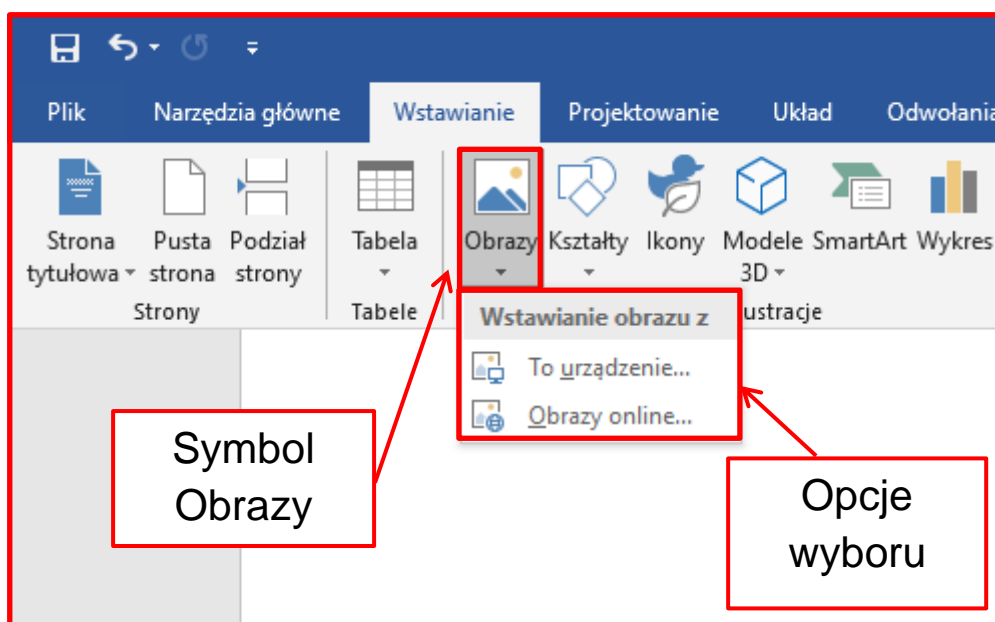 Plik Narzędzia główne Wstawianie Projektowanie Układ Odwołania
Strona tytułowa
Pusta strona
Podział strony
Tabela
Obrazy
Kształty
Ikony
Modele 3D
SmartArt
Wykres
Strony
Tabele
ustracje
Wstawianie obrazu z
To urządzenie...
Obrazy online...
Symbol
Obrazy
Opcje
wyboru